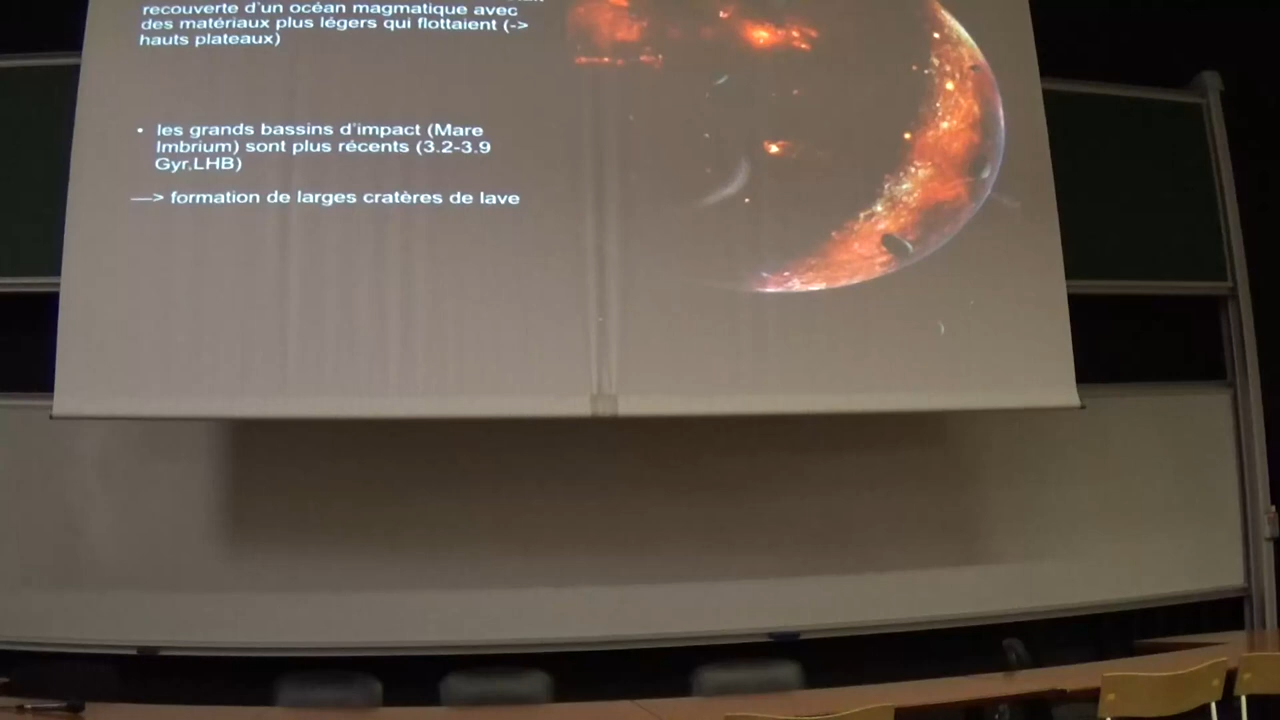 recouverte d'un océan magmatique avec
des matériaux plus légers qui flottaient (->
hauts plateaux)
• les grands bassins d'impact (Mare
Imbrium) sont plus récents (3.2-3.9
Gyr,LHB)
—> formation de larges cratères de lave